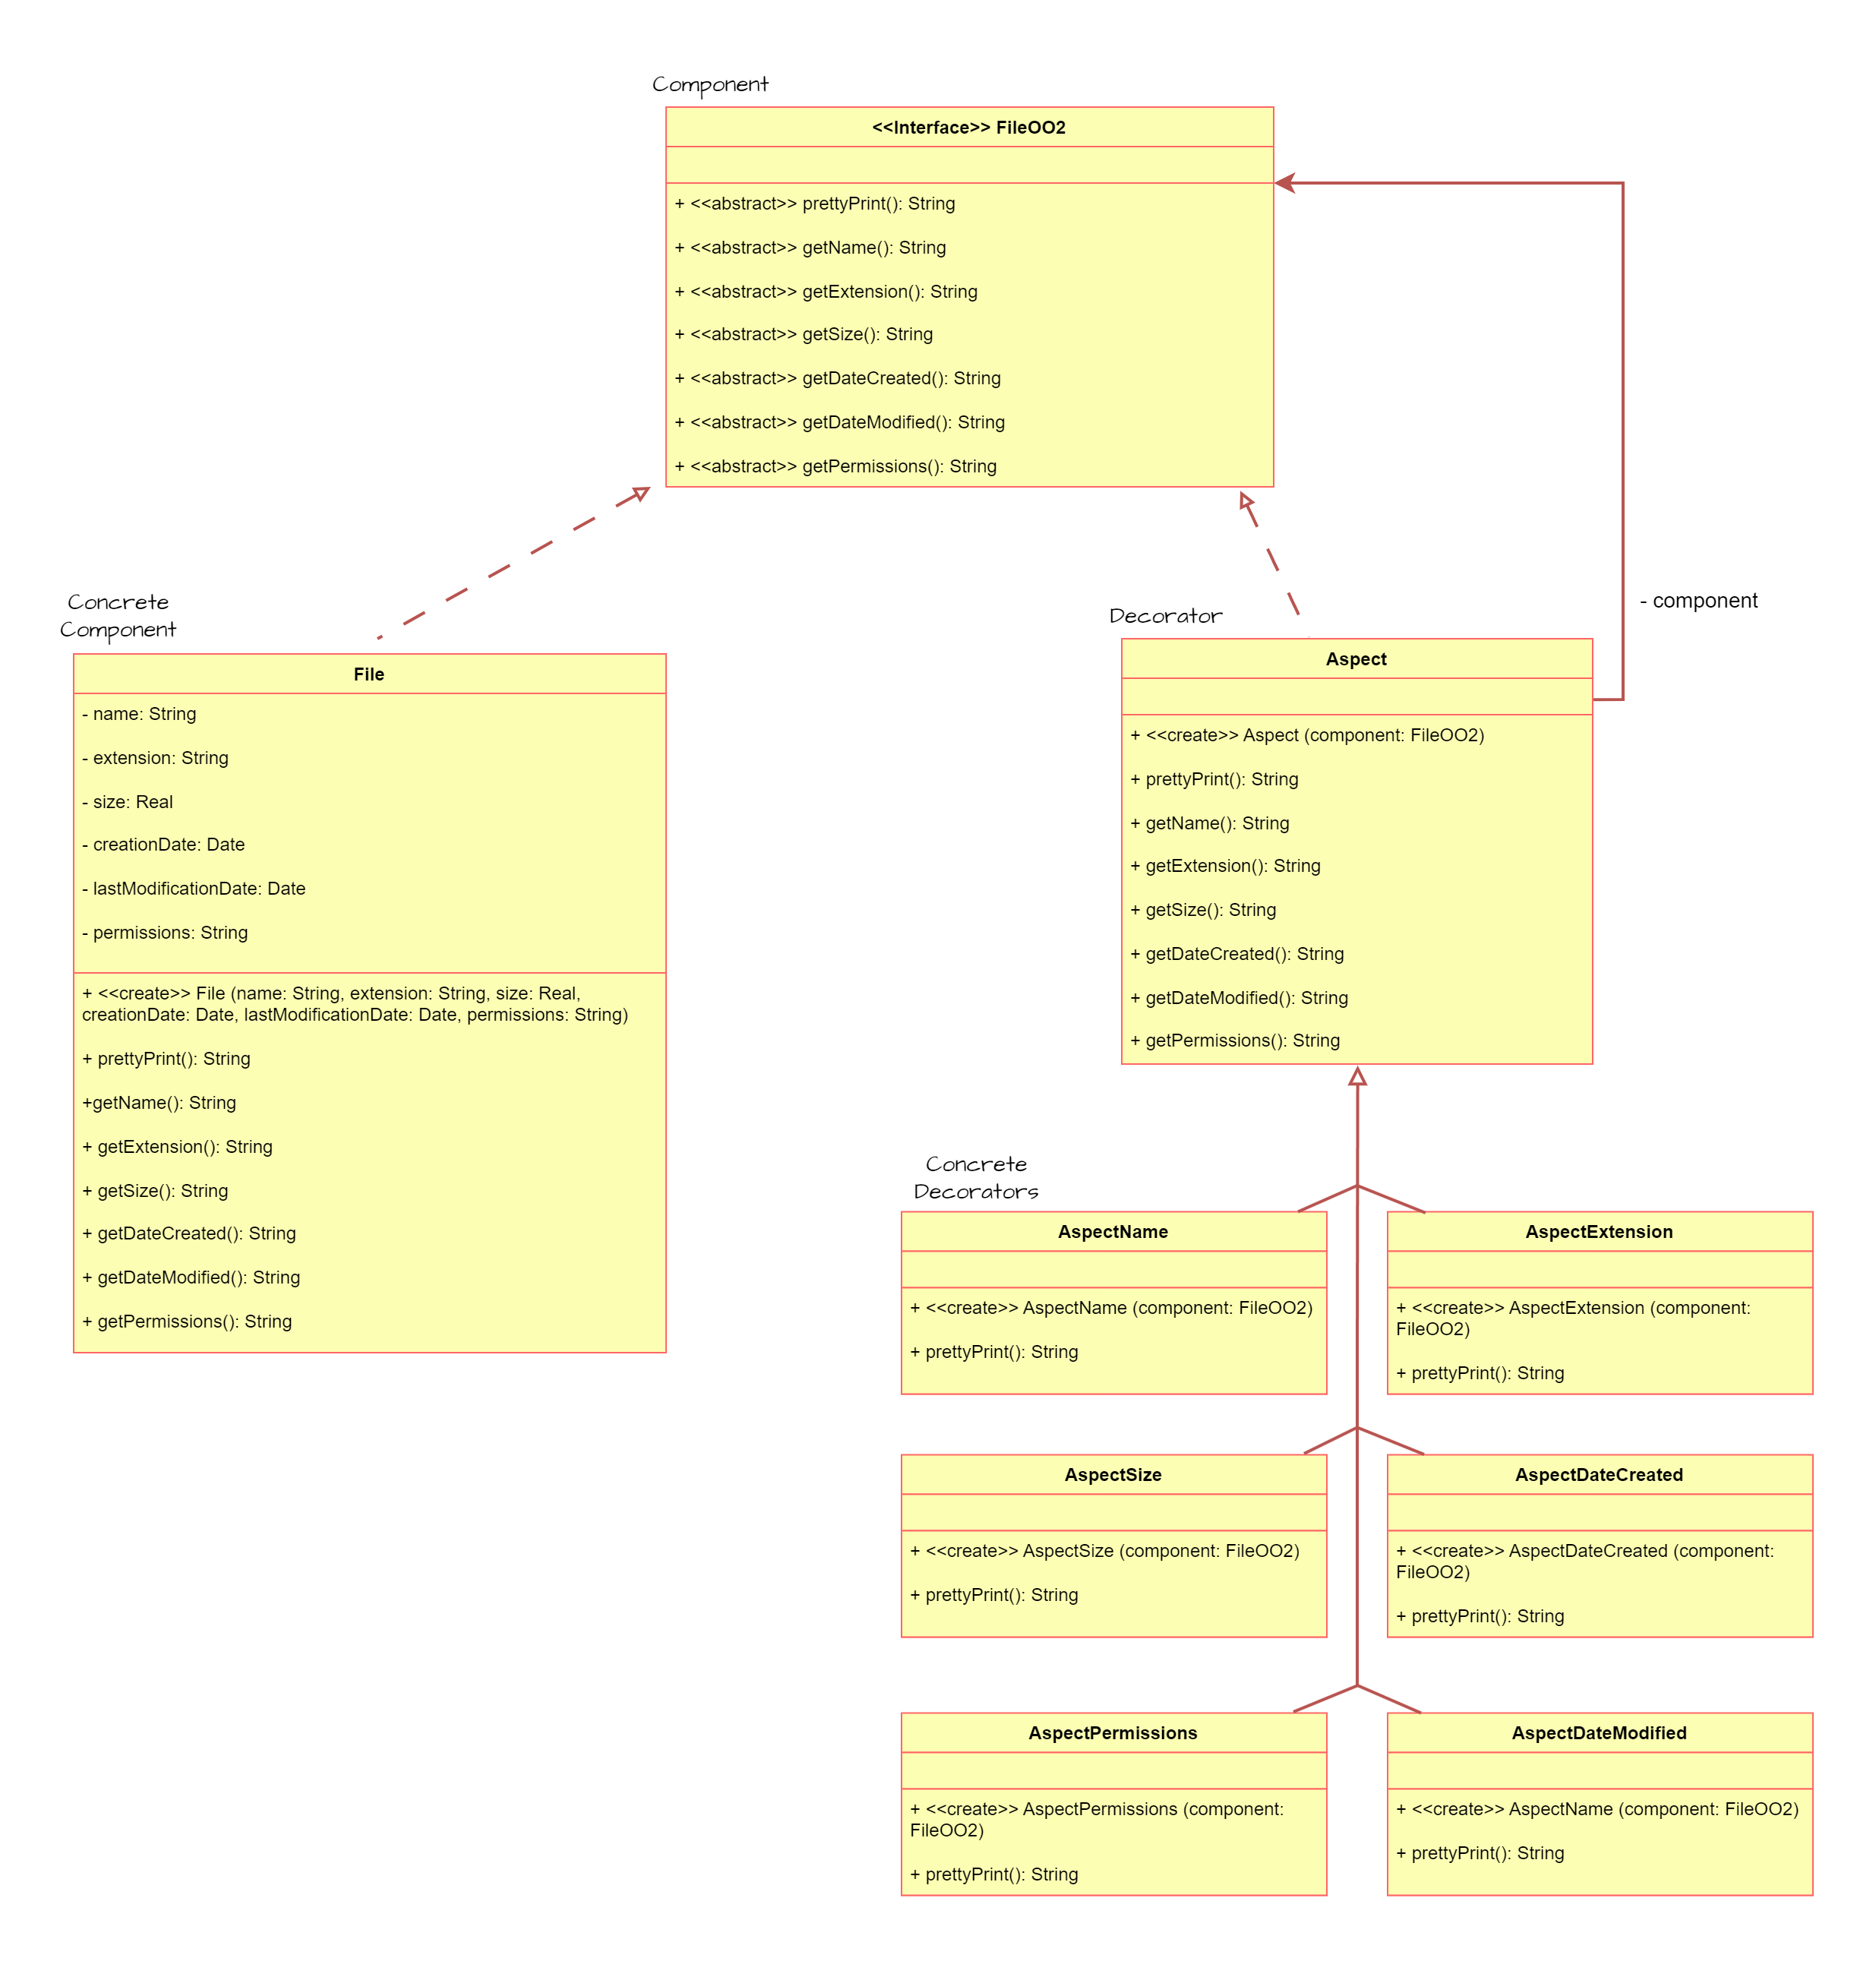 Component
<<Interface>> FileOO2
+ <<abstract>> prettyPrint(): String
+ <<abstract>> getName(): String
+ <<abstract>> getExtension(): String
+ <<abstract>> getSize(): String
+ <<abstract>> getDateCreated(): String
+ <<abstract>> getDateModified(): String
+ <<abstract>> getPermissions(): String
- component
Concrete
Component
File
- name: String
- extension: String
- size: Real
- creationDate: Date
- lastModificationDate: Date
- permissions: String
+ <<create>> File (name: String, extension: String, size: Real,
creationDate: Date, lastModificationDate: Date, permissions: String)
+ prettyPrint(): String
+getName(): String
+ getExtension(): String
+ getSize(): String
+ getDateCreated(): String
+ getDateModified(): String
+ getPermissions(): String
Decorator
Aspect
+ <<create>> Aspect (component: FileOO2)
+ prettyPrint(): String
+ getName(): String
+ getExtension(): String
+ getSize(): String
+ getDateCreated(): String
+ getDateModified(): String
+ getPermissions(): String
Concrete
Decorators
AspectName
+ <<create>> AspectName (component: FileOO2)
+ prettyPrint(): String
AspectExtension
+ <<create>> AspectExtension (component:
FileOO2)
+ prettyPrint(): String
AspectSize
+ <<create>> AspectSize (component: FileOO2)
+ prettyPrint(): String
AspectDateCreated
+ <<create>> AspectDateCreated (component:
FileOO2)
+ prettyPrint(): String
AspectPermissions
+ <<create>> AspectPermissions (component:
FileOO2)
+ prettyPrint(): String
AspectDateModified
+ <<create>> AspectName (component: FileOO2)
+ prettyPrint(): String